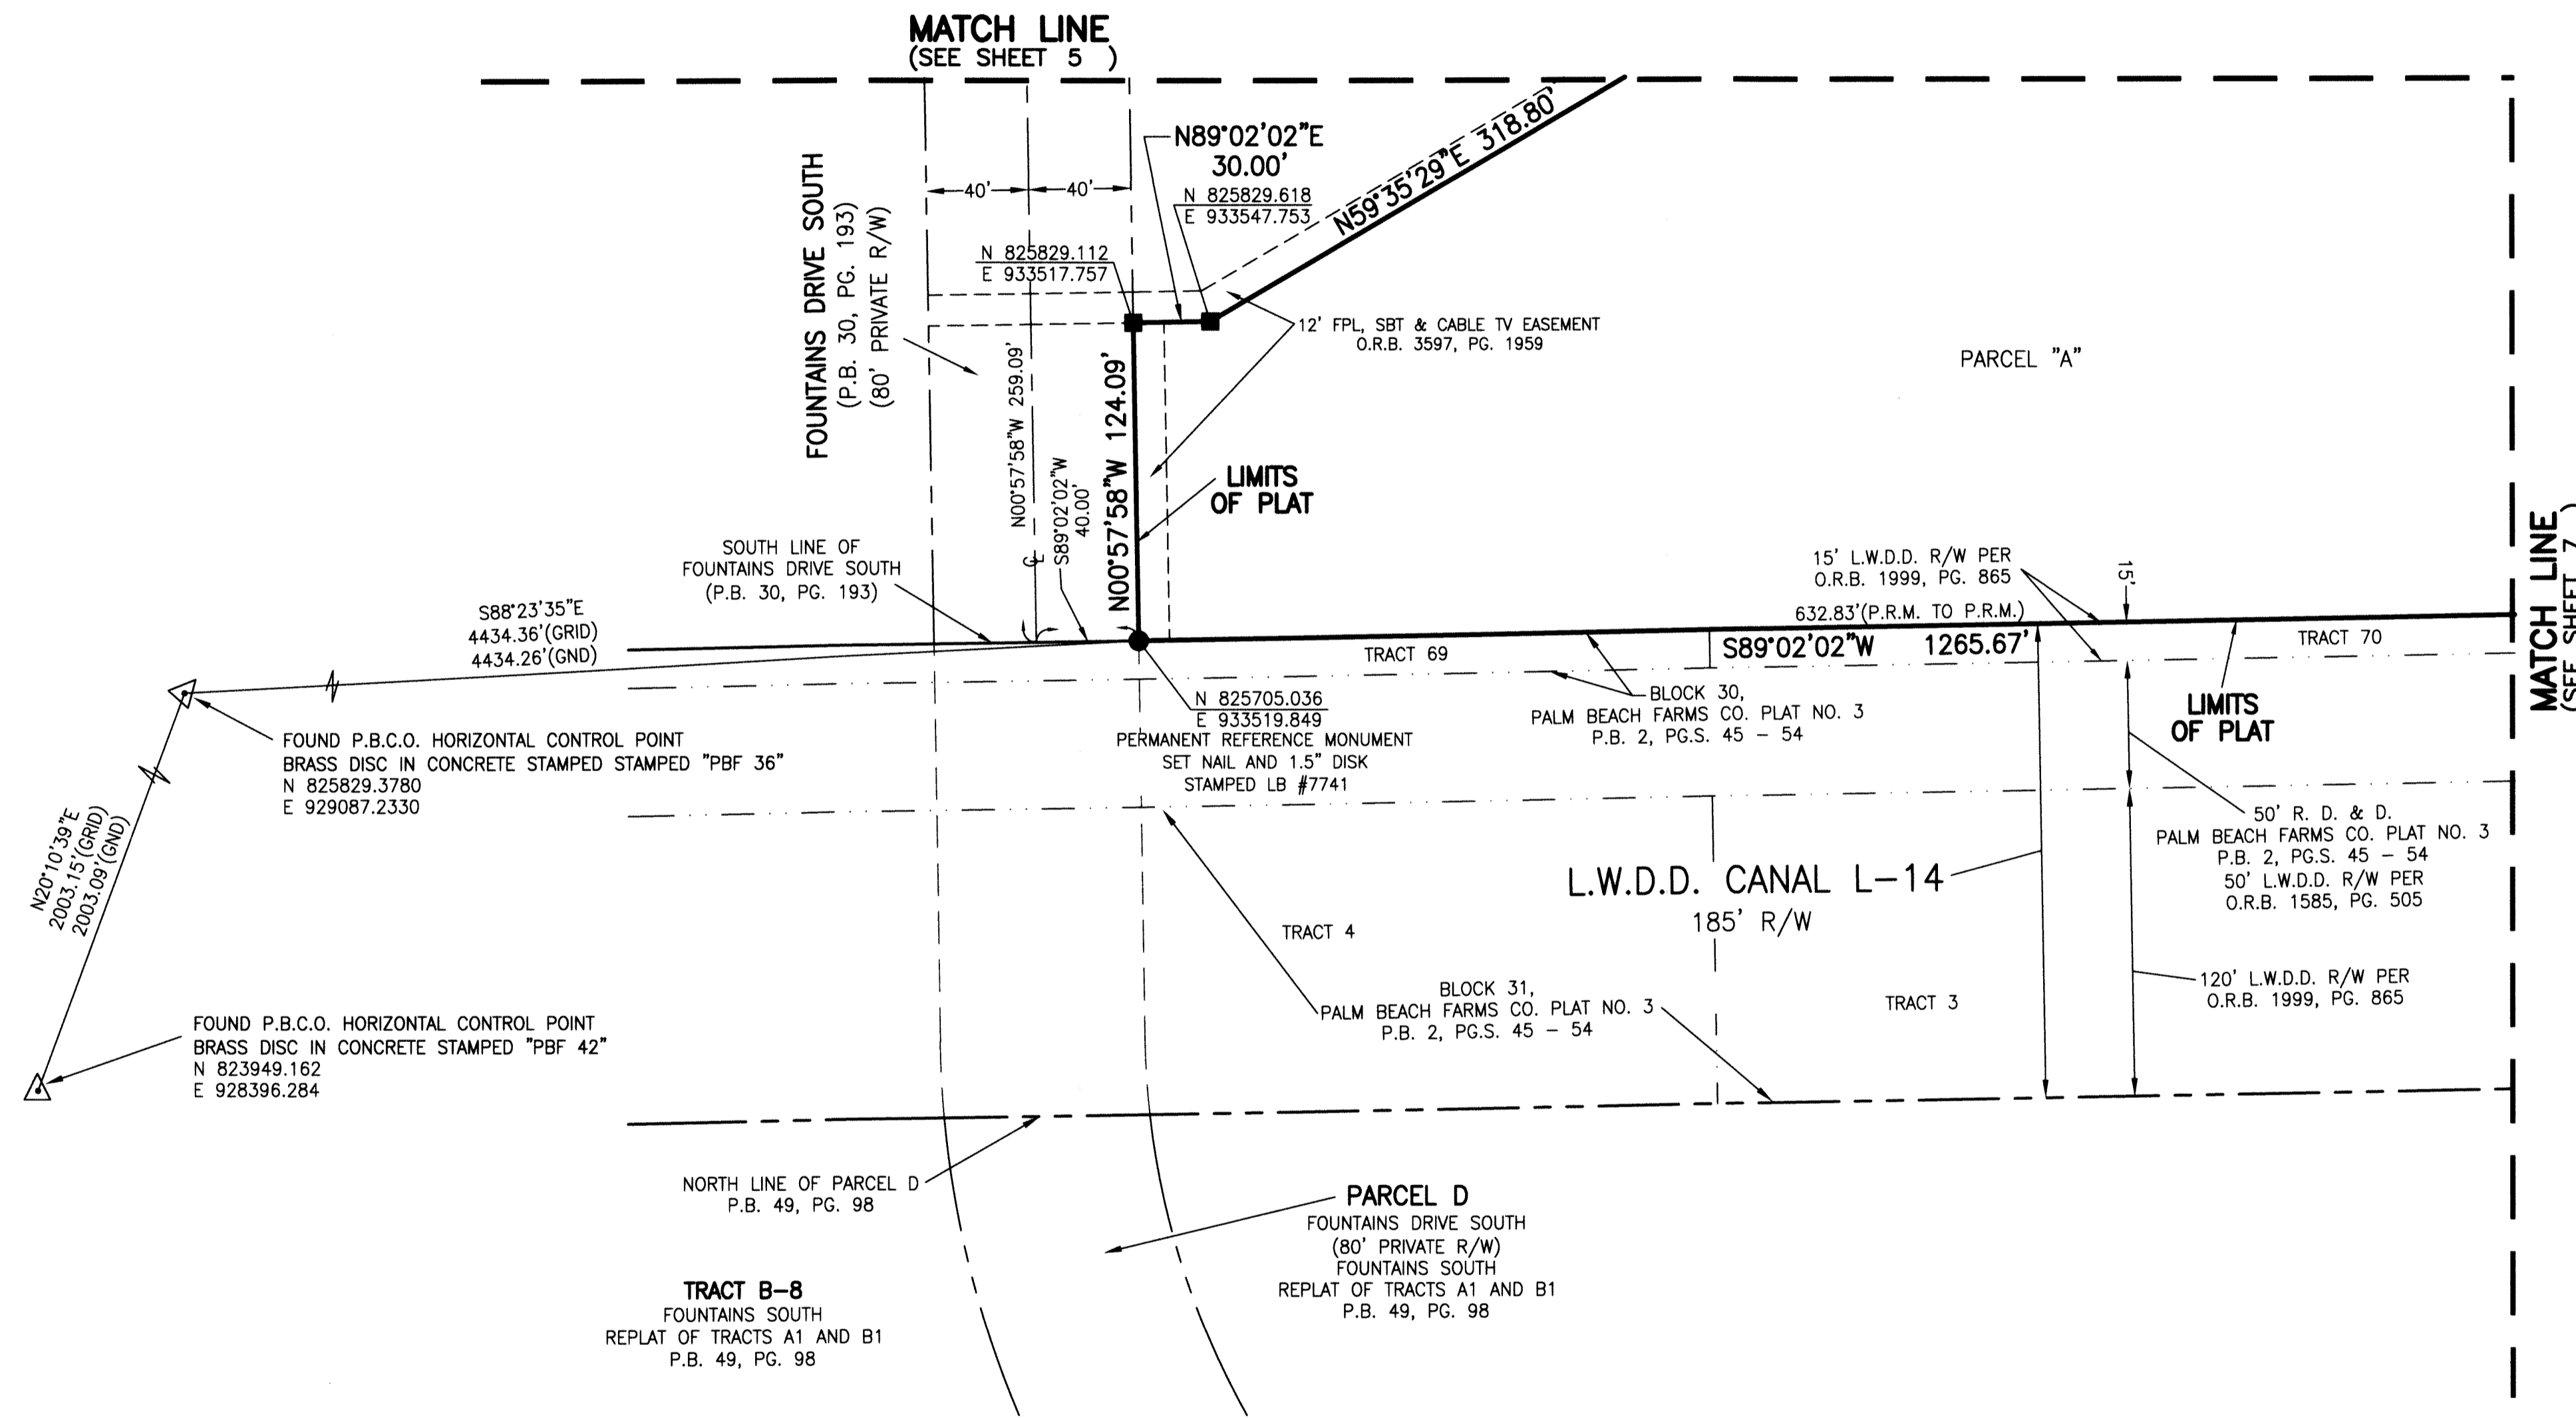 MATCH LINE
(SEE SHEET 5 )
N89°02'02"E
30.00'
N 825829.618
E 933547.753
N59°35'29"E 318.80'
40'
40'
FOUNTAINS DRIVE SOUTH
(P.B. 30, PG. 193)
(80' PRIVATE R/W)
N 825829.112
E 933517.757
12' FPL, SBT & CABLE TV EASEMENT
O.R.B. 3597, PG. 1959
PARCEL "A"
N00°57'58"W 259.09'
S89°02'02"W
40.00'
N00°57'58"W 124.09'
LIMITS
OF PLAT
CL
SOUTH LINE OF
FOUNTAINS DRIVE SOUTH
(P.B. 30, PG. 193)
15' L.W.D.D. R/W PER
O.R.B. 1999, PG. 865
15'
MATCH LINE
(SEE SHEET 7 )
S88°23'35"E
4434.36'(GRID)
4434.26'(GND)
632.83'(P.R.M. TO P.R.M.)
S89°02'02"W 1265.67'
TRACT 69
TRACT 70
N 825705.036
E 933519.849
PERMANENT REFERENCE MONUMENT
SET NAIL AND 1.5" DISK
STAMPED LB #7741
BLOCK 30,
PALM BEACH FARMS CO. PLAT NO. 3
P.B. 2, PG.S. 45 - 54
LIMITS
OF PLAT
FOUND P.B.C.O. HORIZONTAL CONTROL POINT
BRASS DISC IN CONCRETE STAMPED STAMPED "PBF 36"
N 825829.3780
E 929087.2330
N20°10'39"E
2003.15'(GRID)
2003.09'(GND)
50' R. D. & D.
PALM BEACH FARMS CO. PLAT NO. 3
P.B. 2, PG.S. 45 - 54
50' L.W.D.D. R/W PER
O.R.B. 1585, PG. 505
L.W.D.D. CANAL L-14
185' R/W
TRACT 4
120' L.W.D.D. R/W PER
O.R.B. 1999, PG. 865
BLOCK 31,
PALM BEACH FARMS CO. PLAT NO. 3
P.B. 2, PG.S. 45 - 54
TRACT 3
FOUND P.B.C.O. HORIZONTAL CONTROL POINT
BRASS DISC IN CONCRETE STAMPED "PBF 42"
N 823949.162
E 928396.284
NORTH LINE OF PARCEL D
P.B. 49, PG. 98
PARCEL D
FOUNTAINS DRIVE SOUTH
(80' PRIVATE R/W)
FOUNTAINS SOUTH
REPLAT OF TRACTS A1 AND B1
P.B. 49, PG. 98
TRACT B-8
FOUNTAINS SOUTH
REPLAT OF TRACTS A1 AND B1
P.B. 49, PG. 98